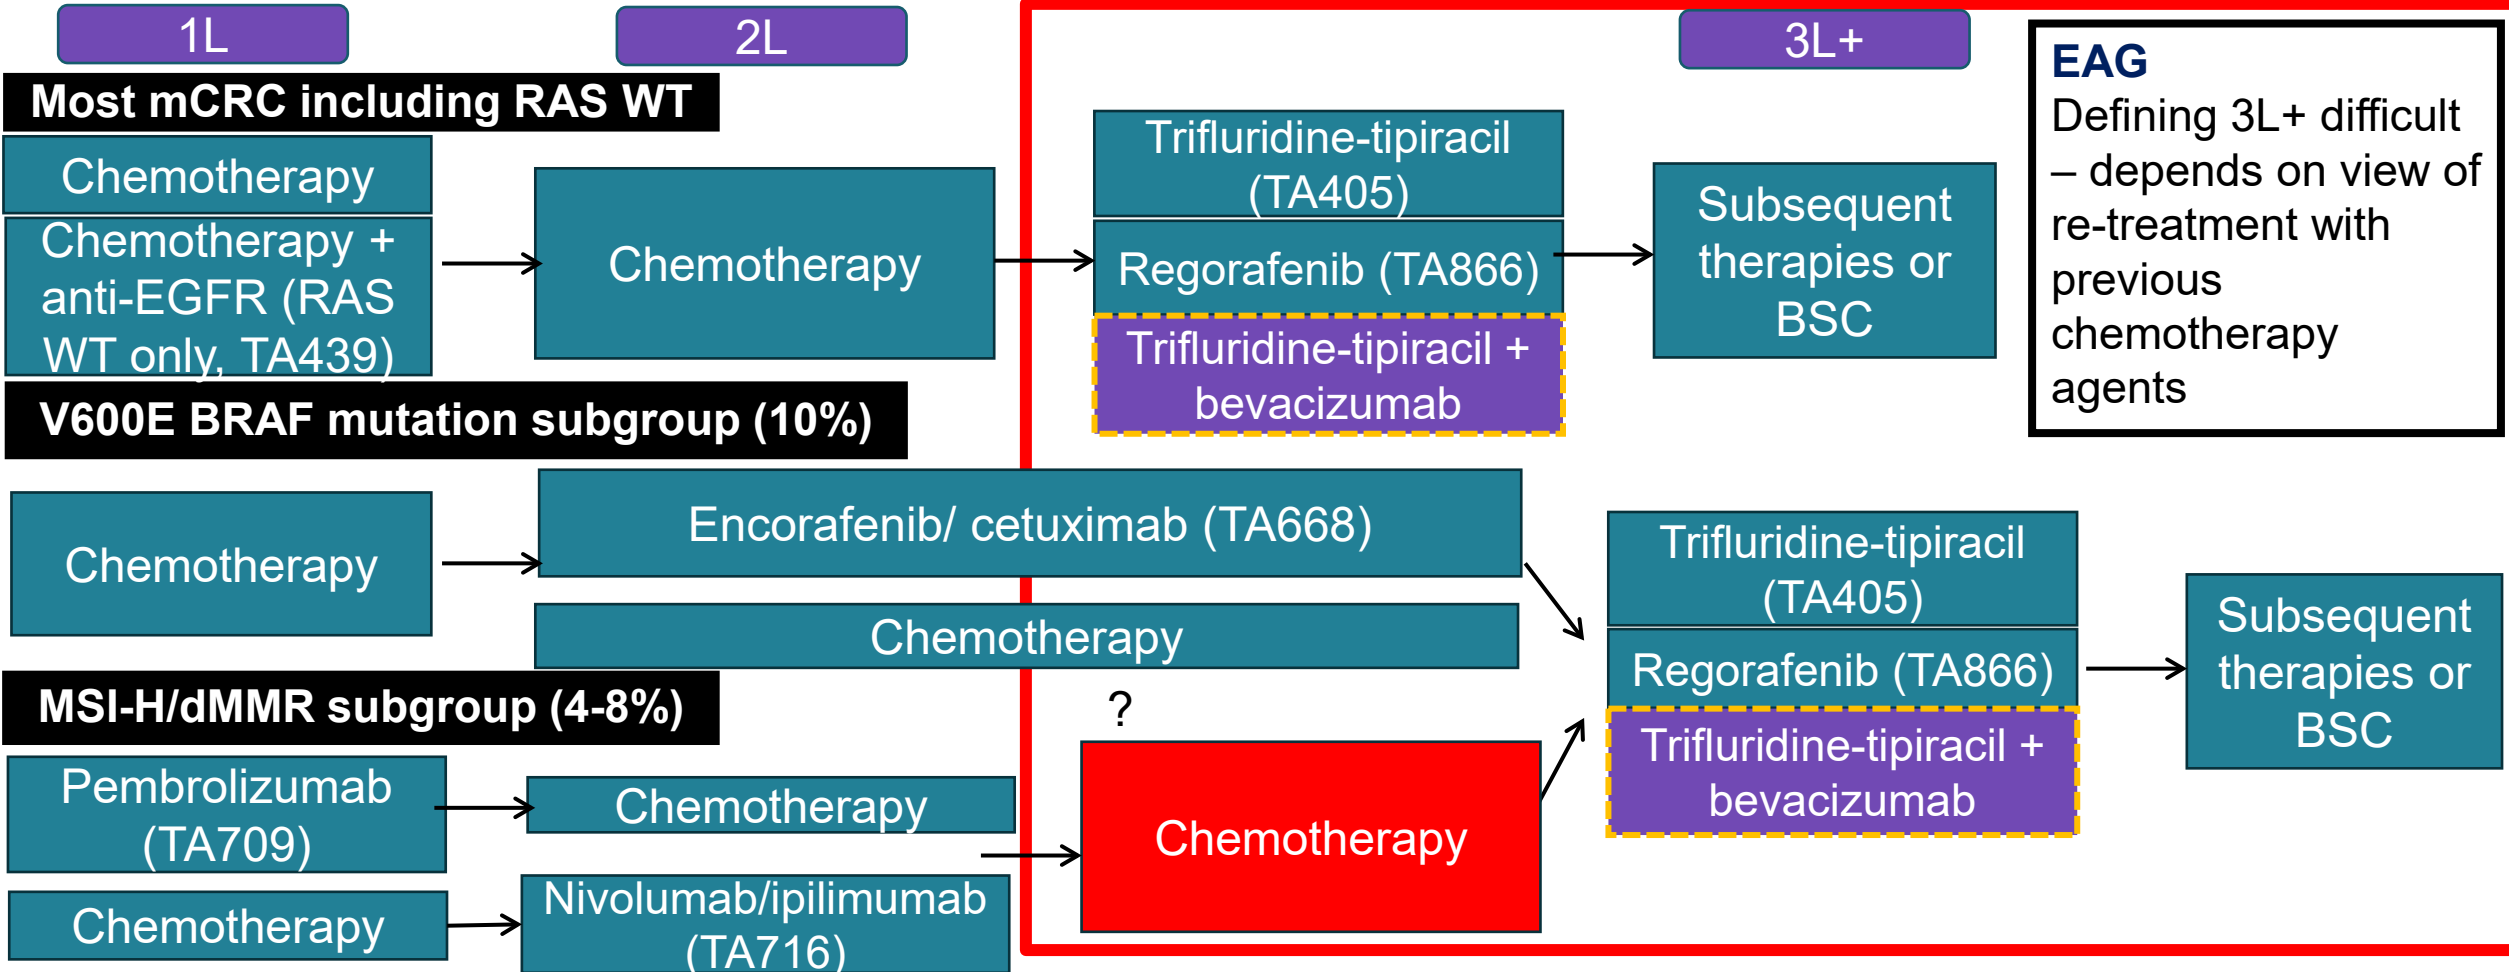 1L
2L
3L+
EAG
Defining 3L+ difficult
– depends on view of
re-treatment with
previous
chemotherapy
agents
Most mCRC including RAS WT
Chemotherapy
Chemotherapy +
anti-EGFR (RAS
WT only, TA439)
Chemotherapy
Trifluridine-tipiracil
(TA405)
Regorafenib (TA866)
Trifluridine-tipiracil +
bevacizumab
Subsequent
therapies or
BSC
V600E BRAF mutation subgroup (10%)
Chemotherapy
Encorafenib/ cetuximab (TA668)
Chemotherapy
Trifluridine-tipiracil
(TA405)
Regorafenib (TA866)
Trifluridine-tipiracil +
bevacizumab
Subsequent
therapies or
BSC
MSI-H/dMMR subgroup (4-8%)
?
Pembrolizumab
(TA709)
Chemotherapy
Chemotherapy
Chemotherapy
Nivolumab/ipilimumab
(TA716)